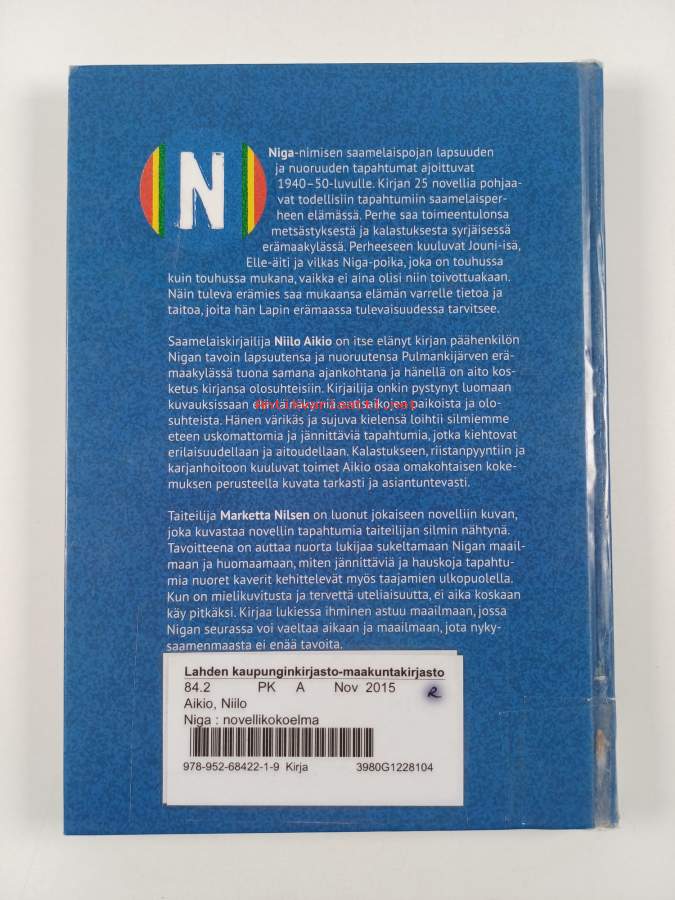 N
Niga-nimisen saamelaispojan lapsuuden
ja nuoruuden tapahtumat ajoittuvat
1940–50-luvulle. Kirjan 25 novellia pohjaa-
vat todellisiin tapahtumiin saamelaisper-
heen elämässä. Perhe saa toimeentulonsa
metsästyksestä ja kalastuksesta syrjäisessä
erämaakylässä. Perheeseen kuuluvat Jouni-isä,
Elle-äiti ja vilkas Niga-poika, joka on touhussa
kuin touhussa mukana, vaikka ei aina olisi niin toivottuakaan.
Näin tuleva erämies saa mukaansa elämän varrelle tietoa ja
taitoa, joita hän Lapin erämaassa tulevaisuudessa tarvitsee.
Saamelaiskirjailija Niilo Aikio on itse elänyt kirjan päähenkilön
Nigan tavoin lapsuutensa ja nuoruutensa Pulmankijärven erä-
maakylässä tuona samana ajankohtana ja hänellä on aito kos-
ketus kirjansa olosuhteisiin. Kirjailija onkin pystynyt luomaan
kuvauksissaan aikojen paikoista ja olo-
suhteista. Hänen värikäs ja sujuva kielensä loihtii silmiemme
eteen uskomattomia ja jännittäviä tapahtumia, jotka kiehtovat
erilaisuudellaan ja aitoudellaan. Kalastukseen, riistanpyyntiin ja
karjanhoitoon kuuluvat toimet Aikio osaa omakohtaisen koke-
muksen perusteella kuvata tarkasti ja asiantuntevasti.
Taiteilija Marketta Nilsen on luonut jokaiseen novelliin kuvan,
joka kuvastaa novellin tapahtumia taiteilijan silmin nähtynä.
Tavoitteena on auttaa nuorta lukijaa sukeltamaan Nigan maail-
maan ja huomaamaan, miten jännittäviä ja hauskoja tapahtu-
mia nuoret kaverit kehittelevät myös taajamien ulkopuolella.
Kun on mielikuvitusta ja tervettä uteliaisuutta, ei aika koskaan
käy pitkäksi. Kirjaa lukiessa ihminen astuu maailmaan, jossa
Nigan seurassa voi vaeltaa aikaan ja maailmaan, jota nyky-
saamenmaasta ei enää tavoita.
Lahden kaupunginkirjasto-maakuntakirjasto
84.2 PK A Nov 2015
Aikio, Niilo
Niga : novellikokoelma
978-952-68422-1-9 Kirja 3980G1228104